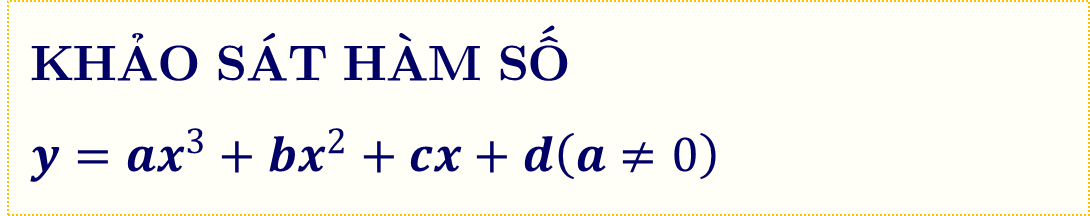 KHẢO SÁT HÀM SỐ
y = ax³ + bx² + cx + d(a ≠ 0)